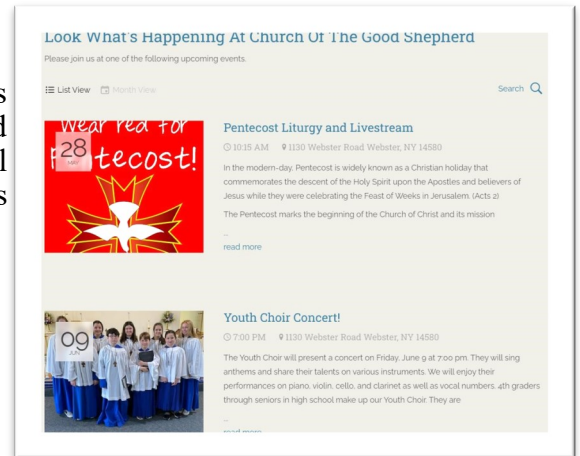 s
d
l
s
Look What's Happening At Church Of The Good Shepherd
Please join us at one of the following upcoming events.
List View Month View Search
Wear red for
Pentecost!
28
MAY
Pentecost Liturgy and Livestream
10:15 AM 1130 Webster Road Webster, NY 14580
In the modern-day, Pentecost is widely known as a Christian holiday that
commemorates the descent of the Holy Spirit upon the Apostles and believers of
Jesus while they were celebrating the Feast of Weeks in Jerusalem. (Acts 2)
The Pentecost marks the beginning of the Church of Christ and its mission
...
read more
09
JUN
Youth Choir Concert!
7:00 PM 1130 Webster Road Webster, NY 14580
The Youth Choir will present a concert on Friday, June 9 at 7:00 pm. They will sing
anthems and share their talents on various instruments. We will enjoy their
performances on piano, violin, cello, and clarinet as well as vocal numbers. 4th graders
through seniors in high school make up our Youth Choir. They are
...
read more